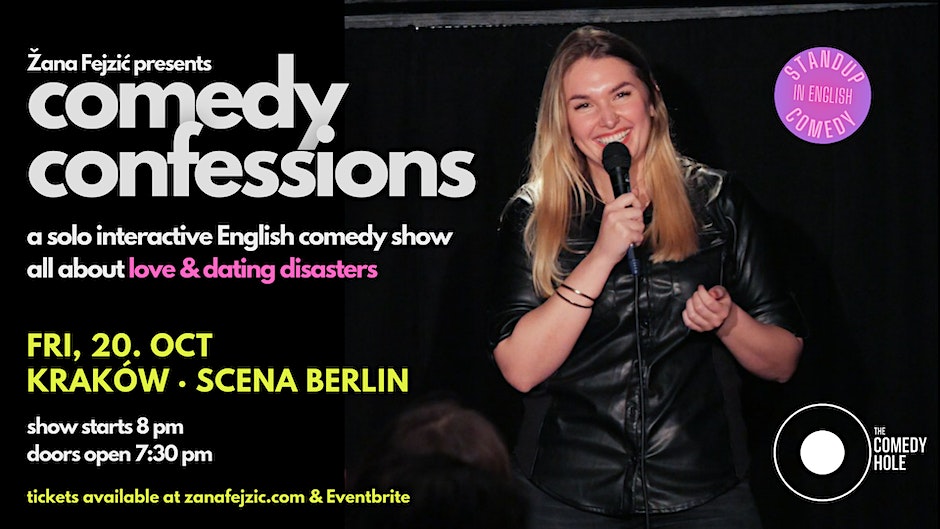 Žana Fejzić presents
comedy
confessions
a solo interactive English comedy show
all about love & dating disasters
FRI, 20. OCT
KRAKÓW · SCENA BERLIN
show starts 8 pm
doors open 7:30 pm
tickets available at zanafejzic.com & Eventbrite
STANDUP
IN ENGLISH
COMEDY
THE
COMEDY
HOLE